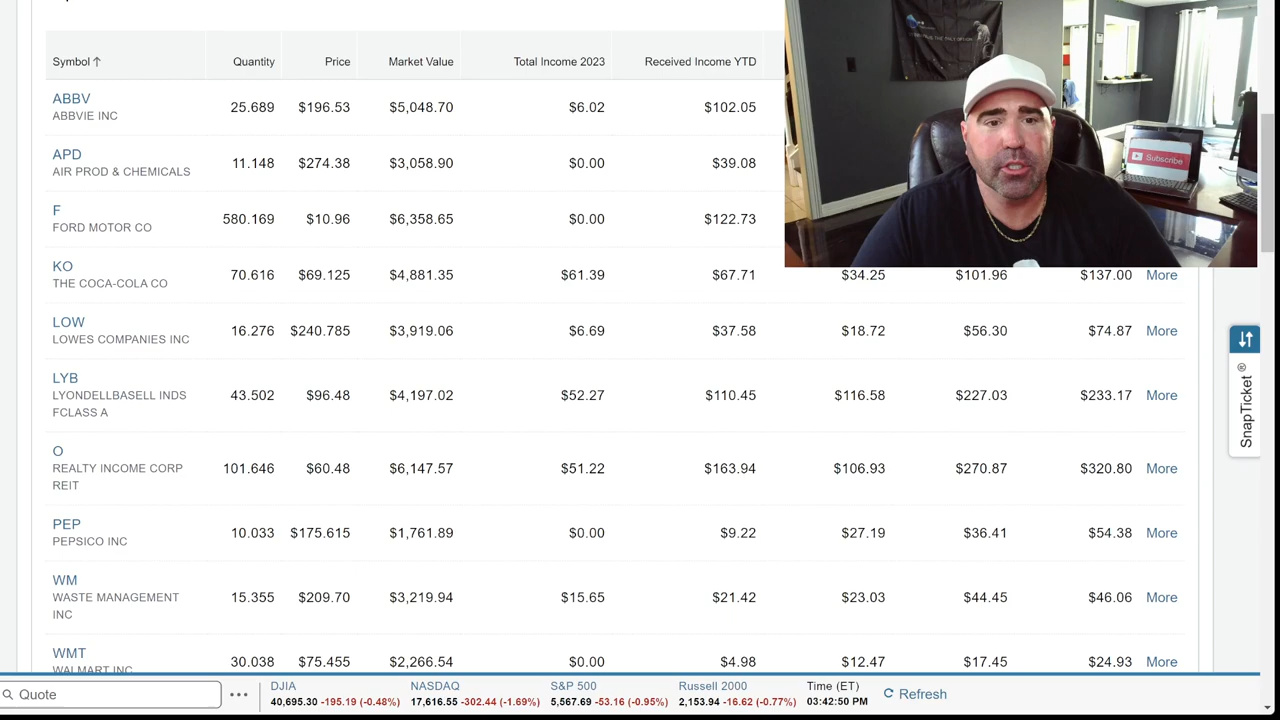 Symbol↑ Quantity Price Market Value Total Income 2023 Received Income YTD
ABBV 25.689 $196.53 $5,048.70 $6.02 $102.05
ABBVIE INC
APD 11.148 $274.38 $3,058.90 $0.00 $39.08
AIR PROD & CHEMICALS
F 580.169 $10.96 $6,358.65 $0.00 $122.73
FORD MOTOR CO
KO 70.616 $69.125 $4,881.35 $61.39 $67.71 $34.25 $101.96 $137.00 More
THE COCA-COLA CO
LOW 16.276 $240.785 $3,919.06 $6.69 $37.58 $18.72 $56.30 $74.87 More
LOWES COMPANIES INC
LYB 43.502 $96.48 $4,197.02 $52.27 $110.45 $116.58 $227.03 $233.17 More
LYONDELLBASELL INDS
FCLASS A
O 101.646 $60.48 $6,147.57 $51.22 $163.94 $106.93 $270.87 $320.80 More
REALTY INCOME CORP
REIT
PEP 10.033 $175.615 $1,761.89 $0.00 $9.22 $27.19 $36.41 $54.38 More
PEPSICO INC
WM 15.355 $209.70 $3,219.94 $15.65 $21.42 $23.03 $44.45 $46.06 More
WASTE MANAGEMENT
INC
WMT 30.038 $75.455 $2,266.54 $0.00 $4.98 $12.47 $17.45 $24.93 More
WALMART INC
Subscribe
SnapTicket®
Quote
DJIA NASDAQ S&P 500 Russell 2000 Time (ET) Refresh
40,695.30 -195.19 (-0.48%) 17,616.55 -302.44 (-1.69%) 5,567.69 -53.16 (-0.95%) 2,153.94 -16.62 (-0.77%) 03:42:50 PM